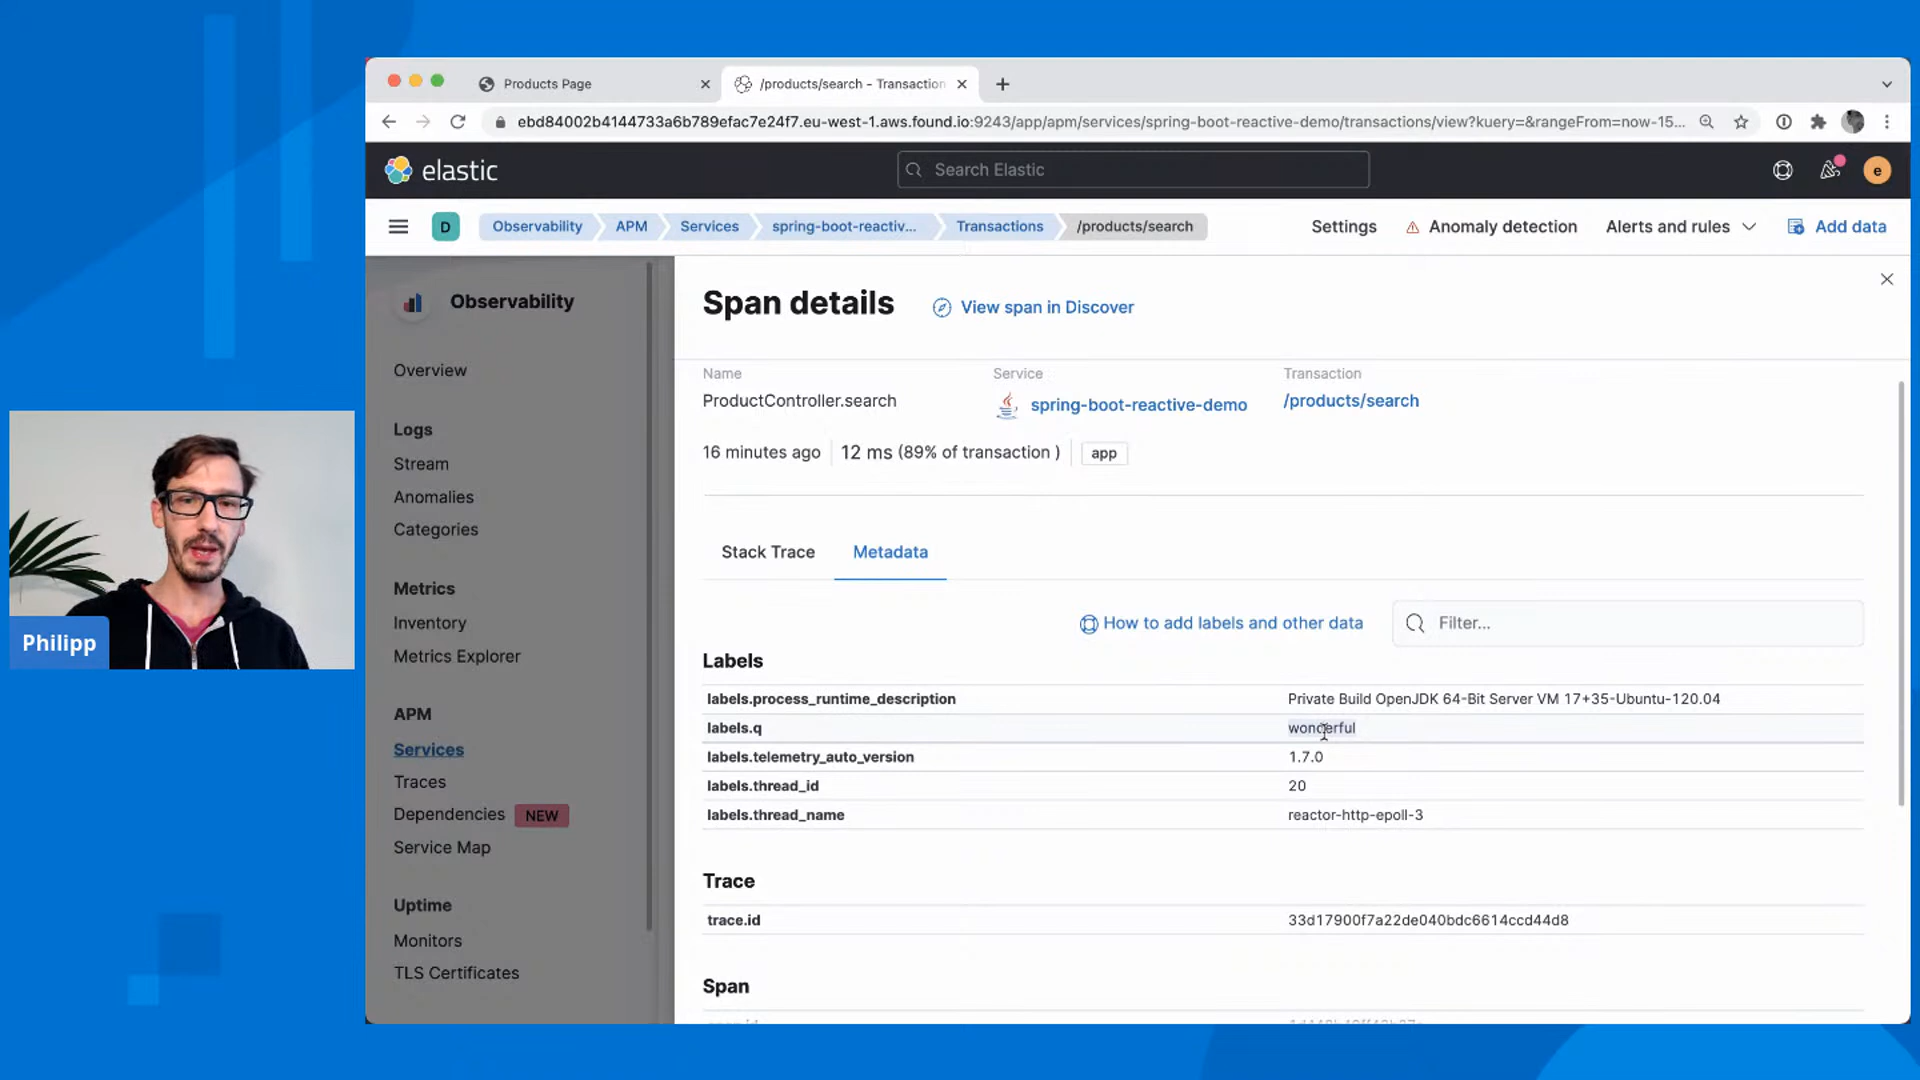 Products Page
/products/search - Transaction
ebd84002b4144733a6b789efac7e24f7.eu-west-1.aws.found.io:9243/app/apm/services/spring-boot-reactive-demo/transactions/view?kuery=&rangeFrom=now-15...
elastic
Search Elastic
e
D
Observability
APM
Services
spring-boot-reactiv...
Transactions
/products/search
Settings
Anomaly detection
Alerts and rules
Add data
Observability
Overview
Logs
Stream
Anomalies
Categories
Metrics
Inventory
Metrics Explorer
APM
Services
Traces
Dependencies NEW
Service Map
Uptime
Monitors
TLS Certificates
Span details
View span in Discover
Name
ProductController.search
Service
spring-boot-reactive-demo
Transaction
/products/search
16 minutes ago
12 ms (89% of transaction )
app
Stack Trace
Metadata
How to add labels and other data
Filter...
Labels
labels.process_runtime_description Private Build OpenJDK 64-Bit Server VM 17+35-Ubuntu-120.04
labels.q wonderful
labels.telemetry_auto_version 1.7.0
labels.thread_id 20
labels.thread_name reactor-http-epoll-3
Trace
trace.id 33d17900f7a22de040bdc6614ccd44d8
Span
Philipp